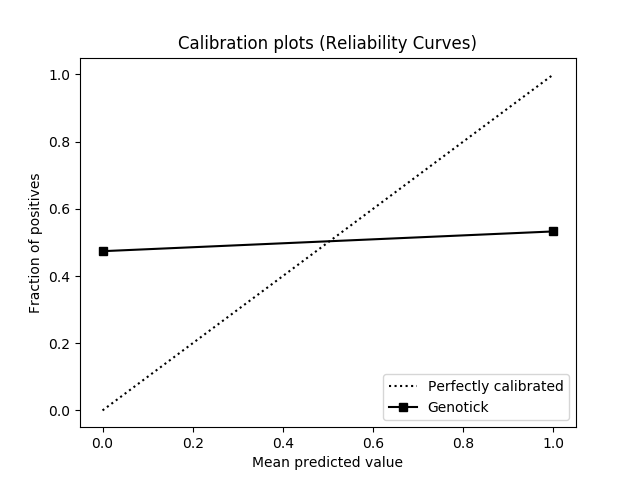 Calibration plots (Reliability Curves)
Fraction of positives
1.0
0.8
0.6
0.4
0.2
0.0
0.0 0.2 0.4 0.6 0.8 1.0
Mean predicted value
Perfectly calibrated
Genotick